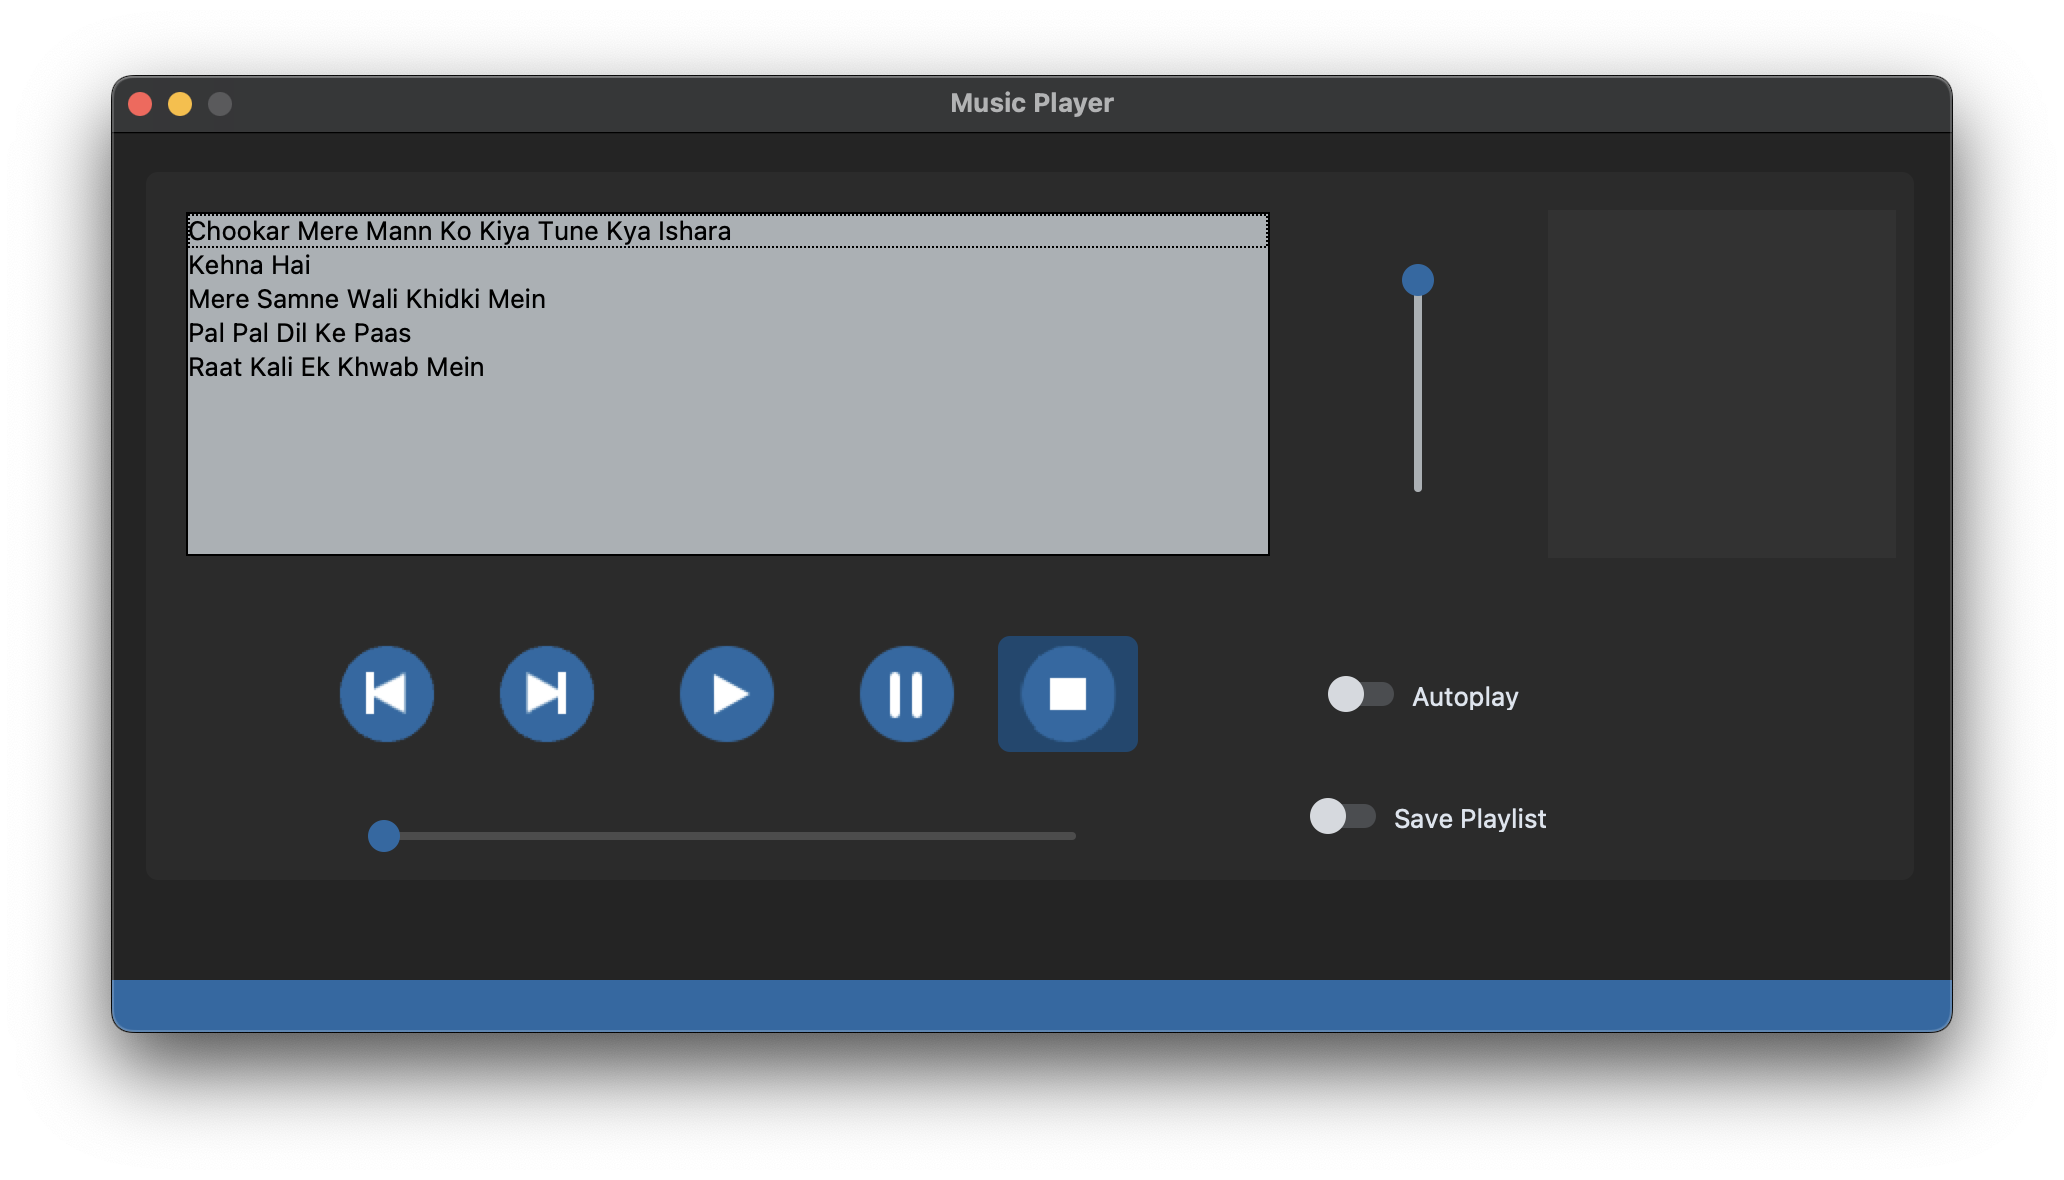 Music Player
Chookar Mere Mann Ko Kiya Tune Kya Ishara
Kehna Hai
Mere Samne Wali Khidki Mein
Pal Pal Dil Ke Paas
Raat Kali Ek Khwab Mein
Autoplay
Save Playlist